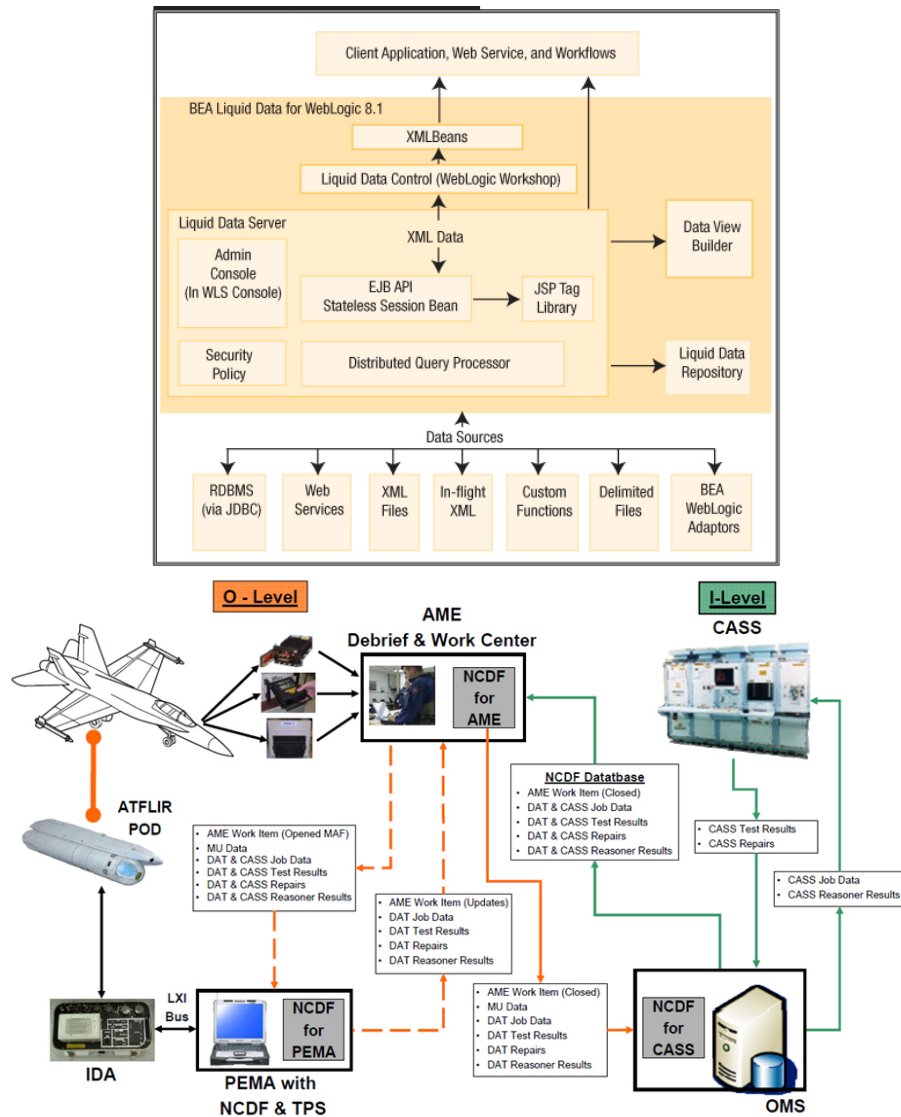 Client Application, Web Service, and Workflows
BEA Liquid Data for WebLogic 8.1
XMLBeans
Liquid Data Control (WebLogic Workshop)
Liquid Data Server
XML Data
Data View
Builder
Admin
Console
(In WLS Console)
EJB API
Stateless Session Bean
JSP Tag
Library
Security
Policy
Distributed Query Processor
Liquid Data
Repository
Data Sources
RDBMS
(via JDBC)
Web
Services
XML
Files
In-flight
XML
Custom
Functions
Delimited
Files
BEA
WebLogic
Adaptors
O - Level
AME
Debrief & Work Center
I-Level
CASS
NCDF
for
AME
ATFLIR
POD
NCDF Datatbase
• AME Work Item (Closed)
• DAT & CASS Job Data
• DAT & CASS Test Results
• DAT & CASS Repairs
• DAT & CASS Reasoner Results
• CASS Test Results
• CASS Repairs
• AME Work Item (Opened MAF)
• MU Data
• DAT & CASS Job Data
• DAT & CASS Test Results
• DAT & CASS Repairs
• DAT & CASS Reasoner Results
• CASS Job Data
• CASS Reasoner Results
• AME Work Item (Updates)
• DAT Job Data
• DAT Test Results
• DAT Repairs
• DAT Reasoner Results
• AME Work Item (Closed)
• MU Data
• DAT Job Data
• DAT Test Results
• DAT Repairs
• DAT Reasoner Results
LXI
Bus
NCDF
for
PEMA
NCDF
for
CASS
IDA
PEMA with
NCDF & TPS
OMS